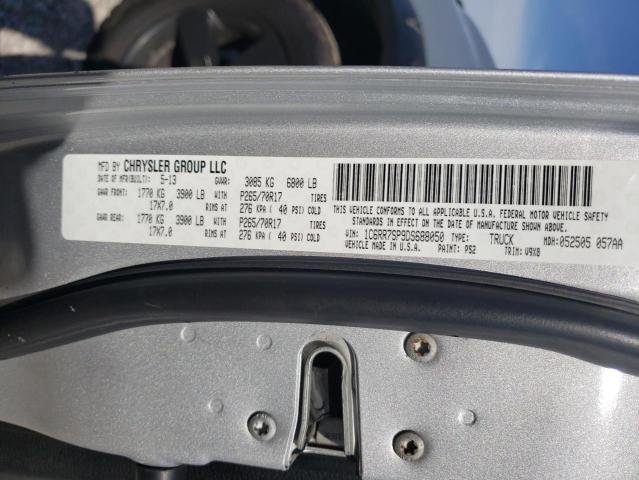 MFD BY CHRYSLER GROUP LLC
DATE OF MFR(BUILT): 5-13 GVWR: 3085 KG 6800 LB
GAWR FRONT: 1770 KG 3900 LB P265/70R17 TIRES
17X7.0 RIMS AT 276 KPA ( 40 PSI) COLD
GAWR REAR: 1770 KG 3900 LB P265/70R17 TIRES
17X7.0 RIMS AT 276 KPA ( 40 PSI) COLD
THIS VEHICLE CONFORMS TO ALL APPLICABLE U.S.A. FEDERAL MOTOR VEHICLE SAFETY
STANDARDS IN EFFECT ON THE DATE OF MANUFACTURE SHOWN ABOVE.
VIN: 1C6RR7SP9DS688050 TYPE: TRUCK MDH: 052505 057AA
VEHICLE MADE IN U.S.A. PAINT: PS2 TRIM: V9X8